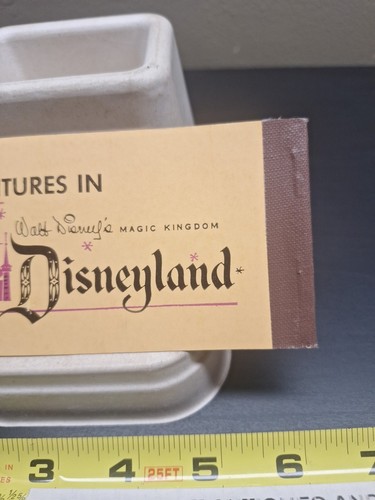 TURES IN
Walt Disney's MAGIC KINGDOM
Disneyland
3 4 25FT 5 6 7